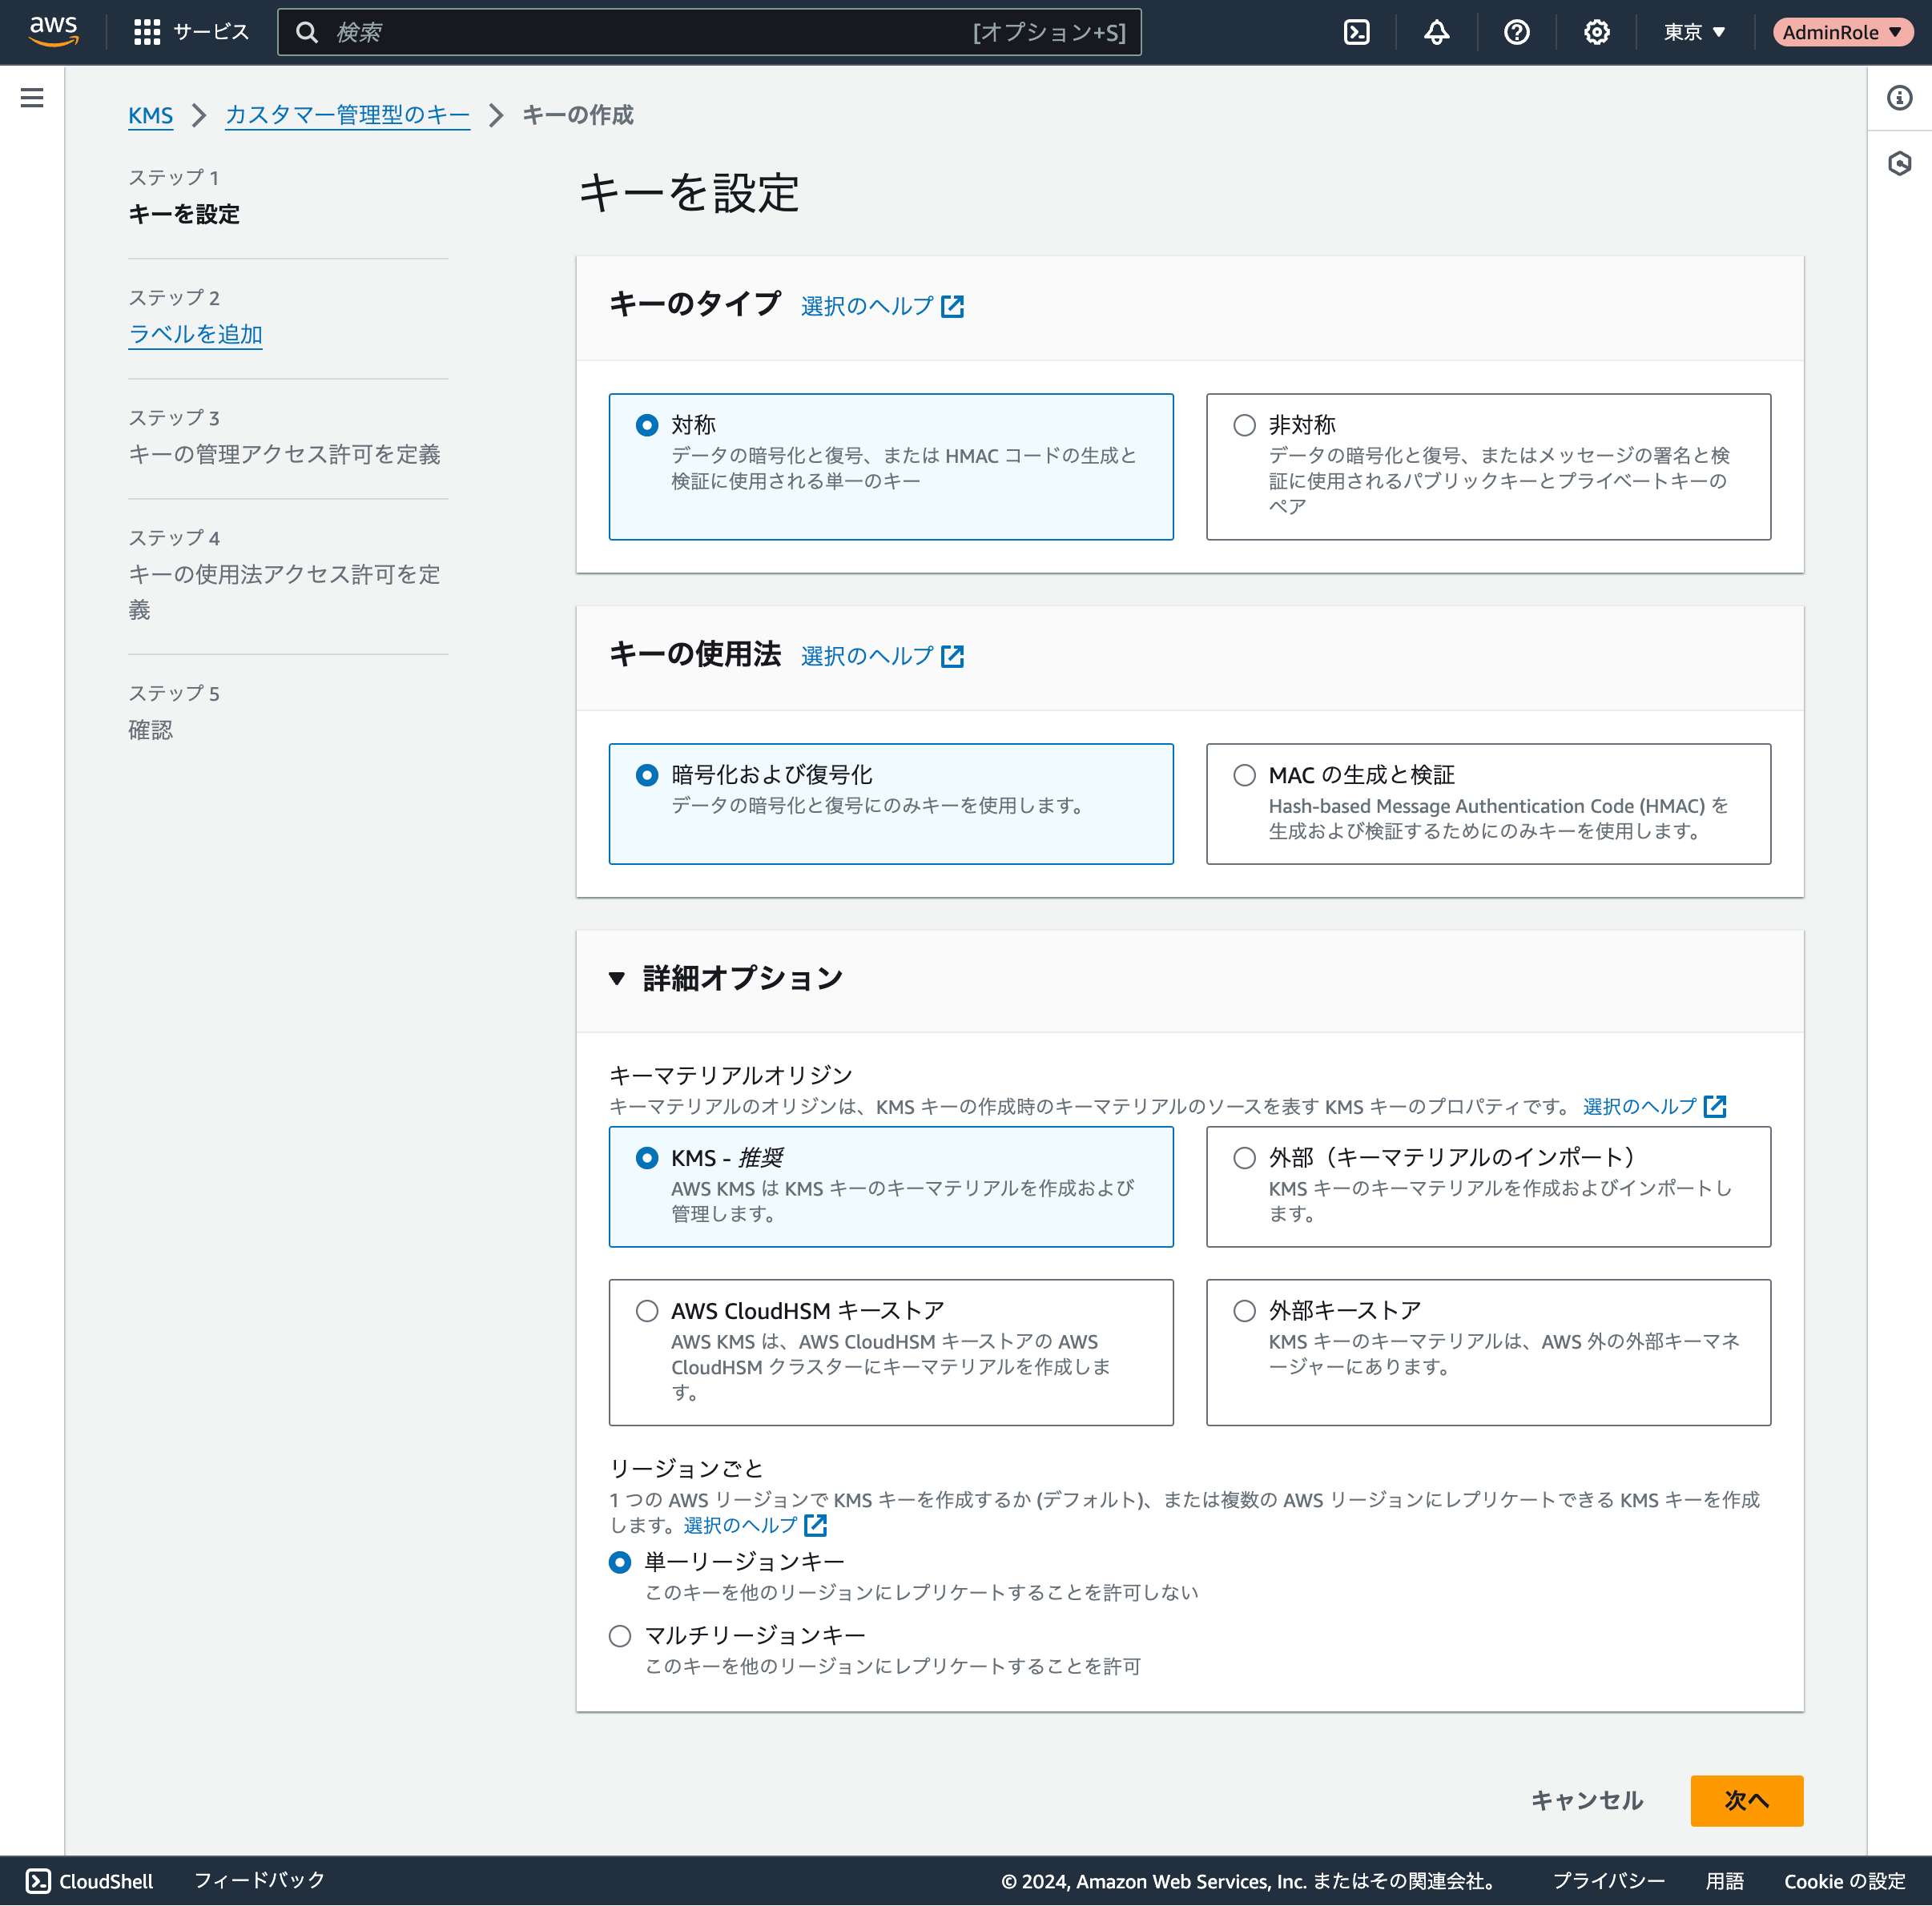 aws
サービス
検索
[オプション+S]
東京 ▼
AdminRole ▼
KMS
カスタマー管理型のキー
キーの作成
ステップ 1
キーを設定
ステップ 2
ラベルを追加
ステップ 3
キーの管理アクセス許可を定義
ステップ 4
キーの使用法アクセス許可を定
義
ステップ 5
確認
キーを設定
キーのタイプ 選択のヘルプ
対称
データの暗号化と復号、または HMAC コードの生成と
検証に使用される単一のキー
非対称
データの暗号化と復号、またはメッセージの署名と検
証に使用されるパブリックキーとプライベートキーの
ペア
キーの使用法 選択のヘルプ
暗号化および復号化
データの暗号化と復号にのみキーを使用します。
MAC の生成と検証
Hash-based Message Authentication Code (HMAC) を
生成および検証するためにのみキーを使用します。
▼ 詳細オプション
キーマテリアルオリジン
キーマテリアルのオリジンは、KMS キーの作成時のキーマテリアルのソースを表す KMS キーのプロパティです。 選択のヘルプ
KMS - 推奨
AWS KMS は KMS キーのキーマテリアルを作成および
管理します。
外部（キーマテリアルのインポート）
KMS キーのキーマテリアルを作成およびインポートし
ます。
AWS CloudHSM キーストア
AWS KMS は、AWS CloudHSM キーストアの AWS
CloudHSM クラスターにキーマテリアルを作成しま
す。
外部キーストア
KMS キーのキーマテリアルは、AWS 外の外部キーマネ
ージャーにあります。
リージョンごと
1 つの AWS リージョンで KMS キーを作成するか (デフォルト)、または複数の AWS リージョンにレプリケートできる KMS キーを作成
します。選択のヘルプ
単一リージョンキー
このキーを他のリージョンにレプリケートすることを許可しない
マルチリージョンキー
このキーを他のリージョンにレプリケートすることを許可
キャンセル
次へ
CloudShell
フィードバック
© 2024, Amazon Web Services, Inc. またはその関連会社。
プライバシー
用語
Cookie の設定